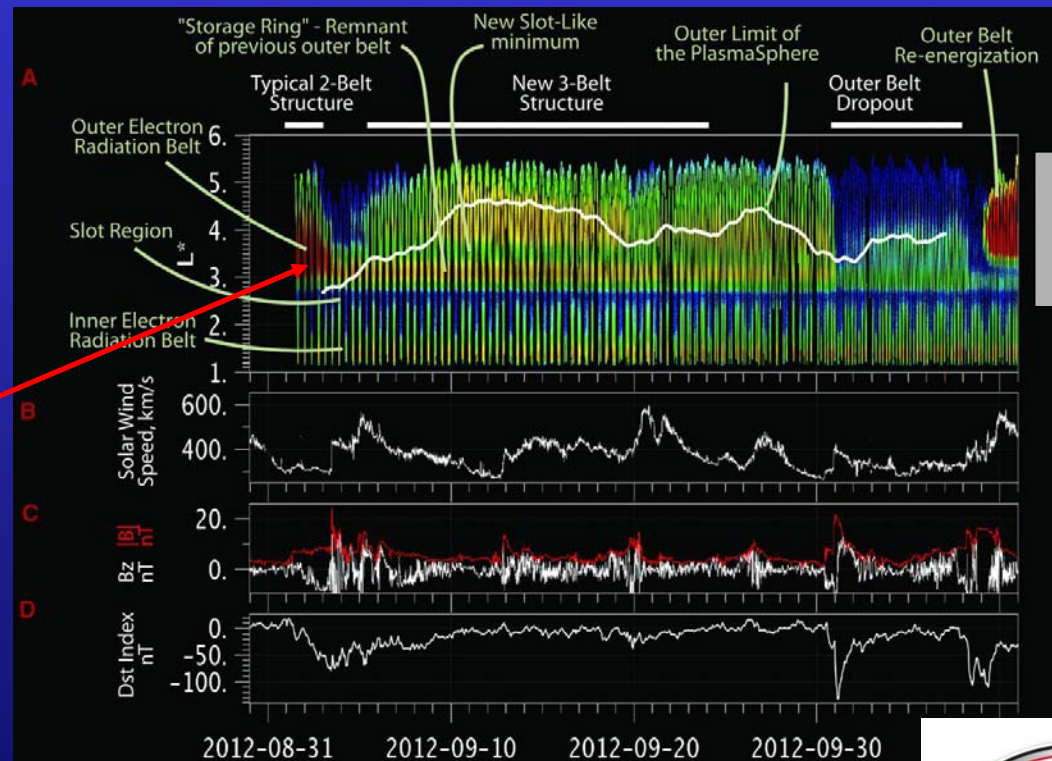 "Storage Ring" - Remnant
of previous outer belt
New Slot-Like
minimum
Outer Limit of
the PlasmaSphere
Outer Belt
Re-energization
A
Typical 2-Belt
Structure
New 3-Belt
Structure
Outer Belt
Dropout
Outer Electron
Radiation Belt
Slot Region
Inner Electron
Radiation Belt
L*
6.
5.
4.
3.
2.
1.
B
Solar Wind
Speed, km/s
600.
400.
C
|B|
nT
Bz
nT
20.
0.
D
Dst Index
nT
0.
-50.
-100.
2012-08-31
2012-09-10
2012-09-20
2012-09-30